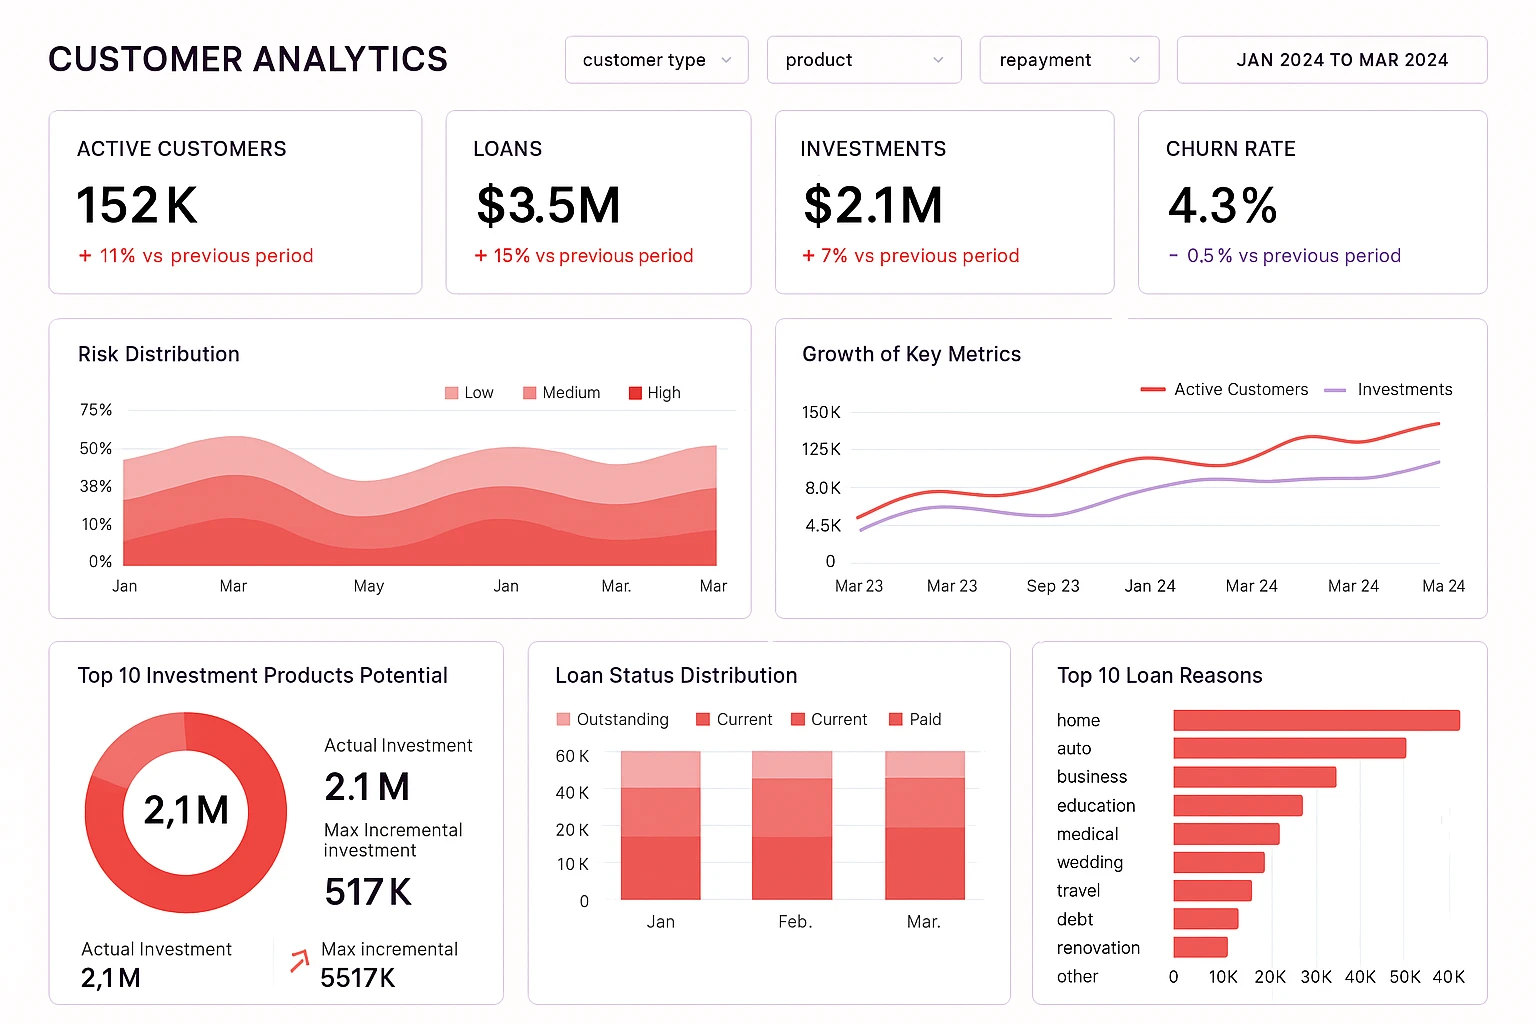 CUSTOMER ANALYTICS
customer type
product
repayment
JAN 2024 TO MAR 2024
ACTIVE CUSTOMERS
152 K
+ 11% vs previous period
LOANS
$3.5M
+ 15% vs previous period
INVESTMENTS
$2.1M
+ 7% vs previous period
CHURN RATE
4.3%
- 0.5% vs previous period
Risk Distribution
Low Medium High
75%
50%
38%
10%
0%
Jan Mar May Jan Mar. Mar
Growth of Key Metrics
Active Customers Investments
150K
125K
8.0K
4.5K
0
Mar 23 Mar 23 Sep 23 Jan 24 Mar 24 Mar 24 Ma 24
Top 10 Investment Products Potential
2,1M
Actual Investment
2.1 M
Max Incremental
investment
517K
Actual Investment
2,1 M
Max incremental
5517K
Loan Status Distribution
Outstanding Current Current Pald
60 K
40 K
20 K
10 K
0
Jan Feb. Mar.
Top 10 Loan Reasons
home
auto
business
education
medical
wedding
travel
debt
renovation
other
0 10K 20K 30K 40K 50K 40K